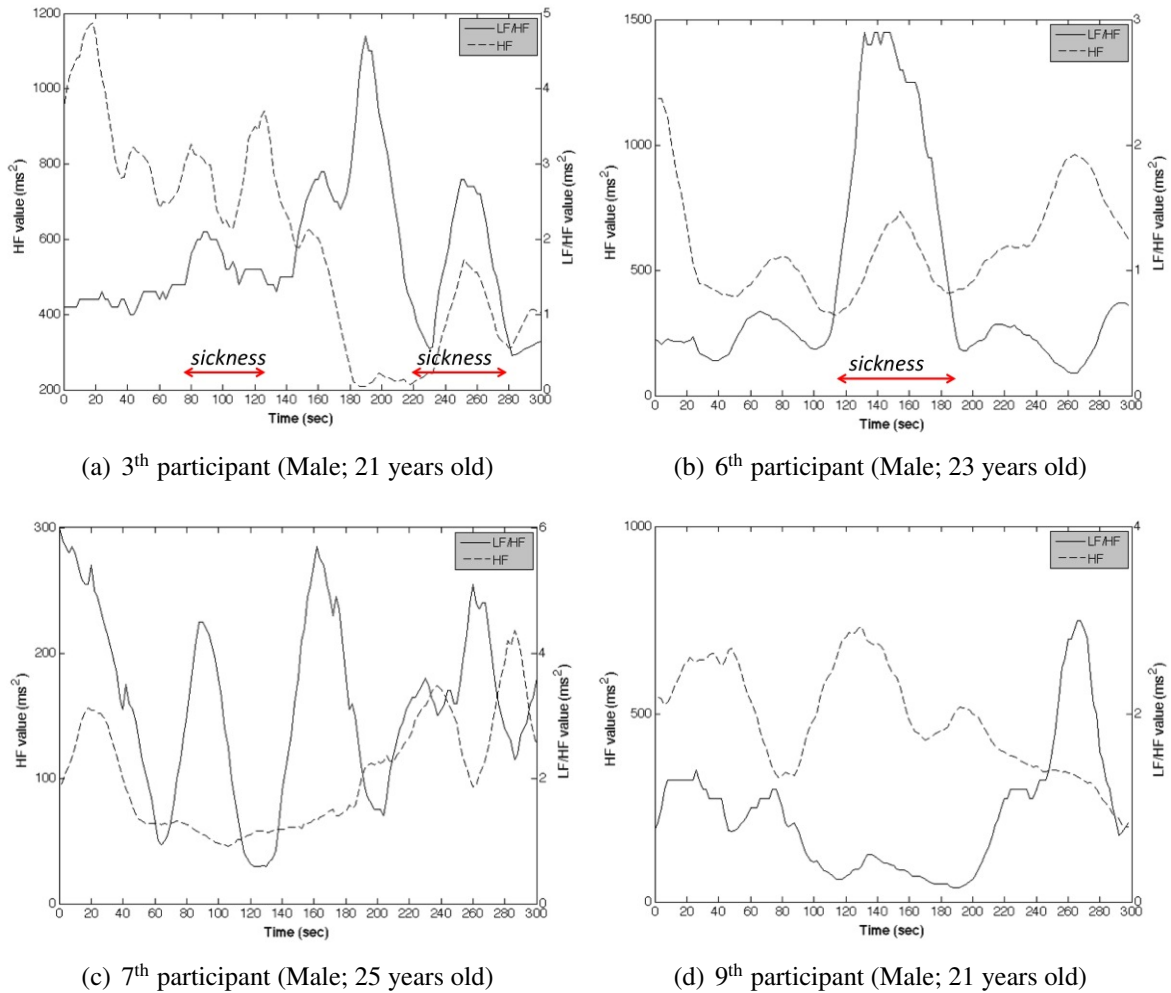 1200
1000
800
600
400
200
HF value (ms²)
5
4
3
2
1
0
LF/HF value (ms²)
LF/HF
HF
sickness
sickness
0 20 40 60 80 100 120 140 160 180 200 220 240 260 280 300
Time (sec)
(a) 3th participant (Male; 21 years old)
1500
1000
500
0
HF value (ms²)
3
2
1
0
LF/HF value (ms²)
LF/HF
HF
sickness
0 20 40 60 80 100 120 140 160 180 200 220 240 260 280 300
Time (sec)
(b) 6th participant (Male; 23 years old)
300
200
100
0
HF value (ms²)
6
4
2
0
LF/HF value (ms²)
LF/HF
HF
0 20 40 60 80 100 120 140 160 180 200 220 240 260 280 300
Time (sec)
(c) 7th participant (Male; 25 years old)
1000
500
0
HF value (ms²)
4
2
0
LF/HF value (ms²)
LF/HF
HF
0 20 40 60 80 100 120 140 160 180 200 220 240 260 280 300
Time (sec)
(d) 9th participant (Male; 21 years old)